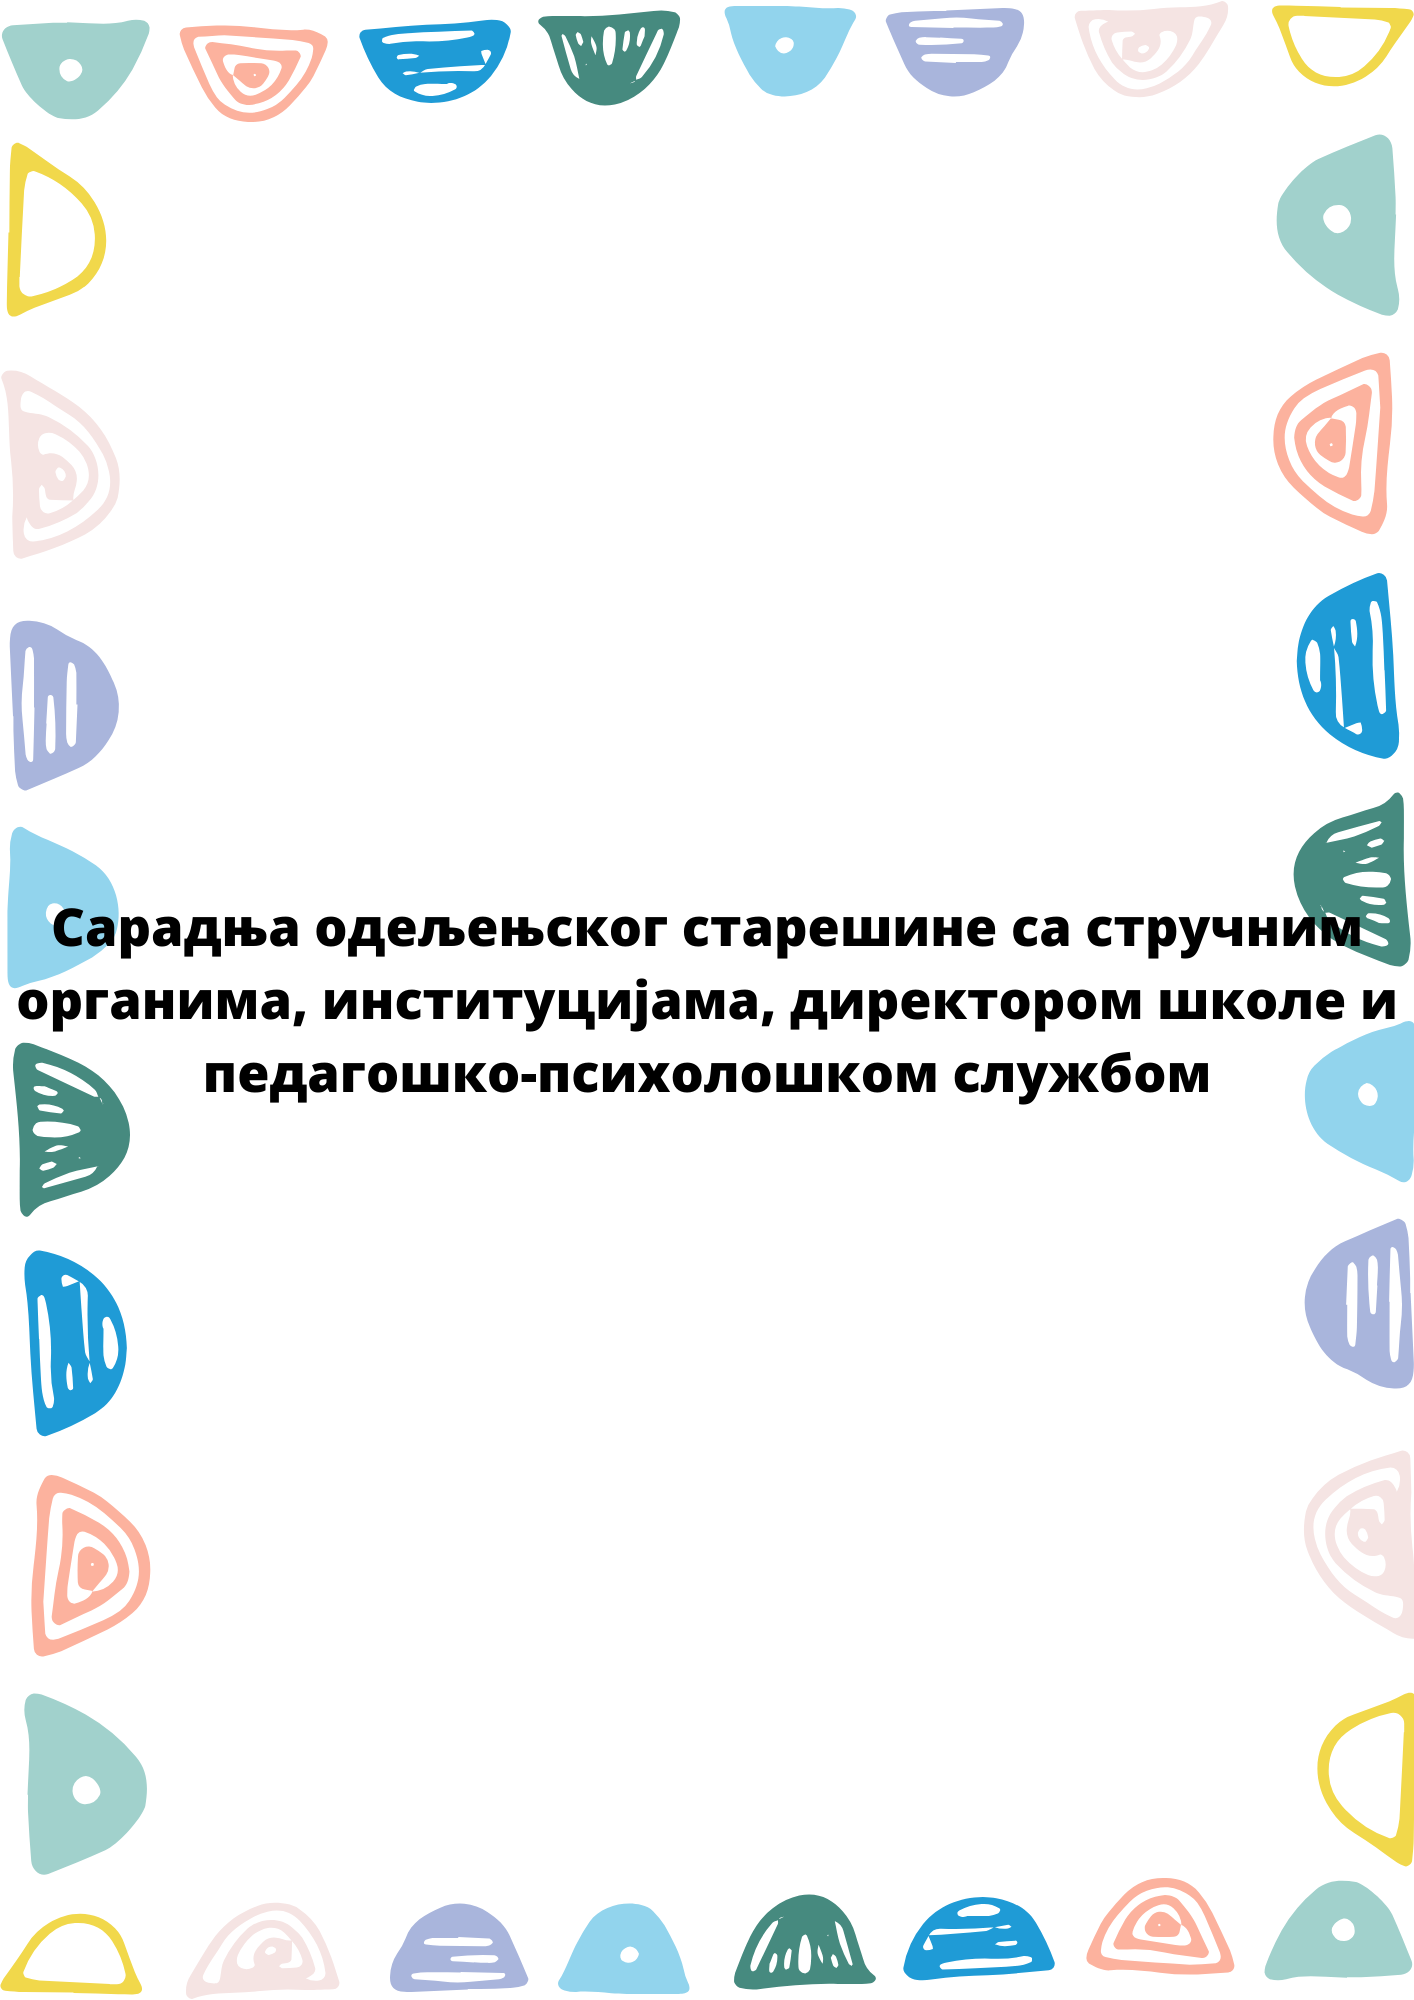 Сарадња одељењског старешине са стручним
органима, институцијама, директором школе и
педагошко-психолошком службом